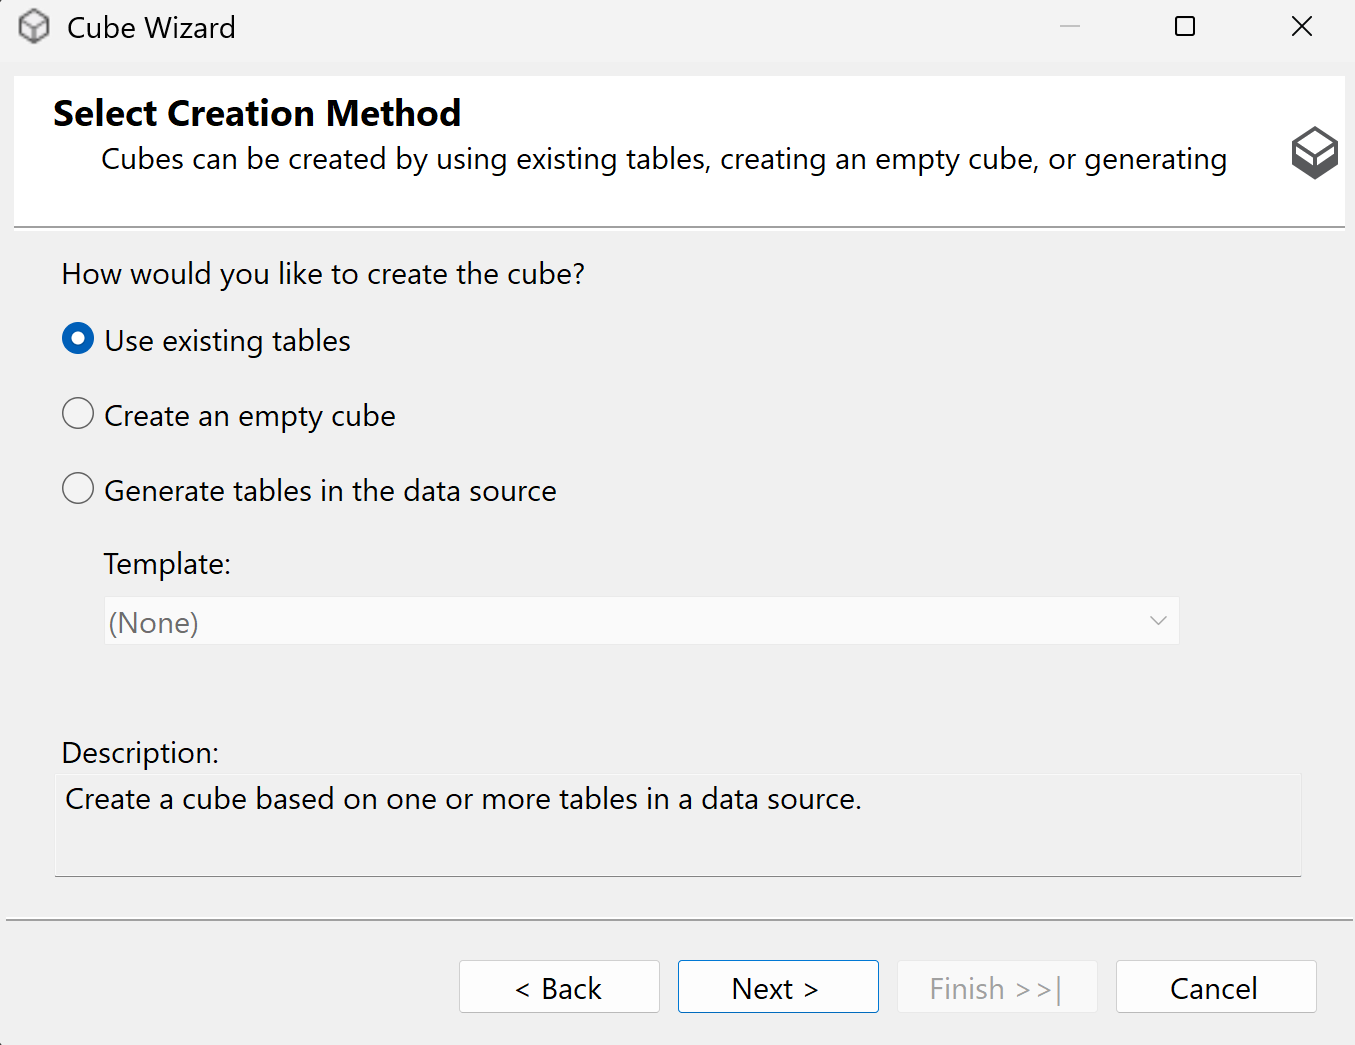 Cube Wizard
Select Creation Method
Cubes can be created by using existing tables, creating an empty cube, or generating
How would you like to create the cube?
Use existing tables
Create an empty cube
Generate tables in the data source
Template:
(None)
Description:
Create a cube based on one or more tables in a data source.
< Back
Next >
Finish >>|
Cancel